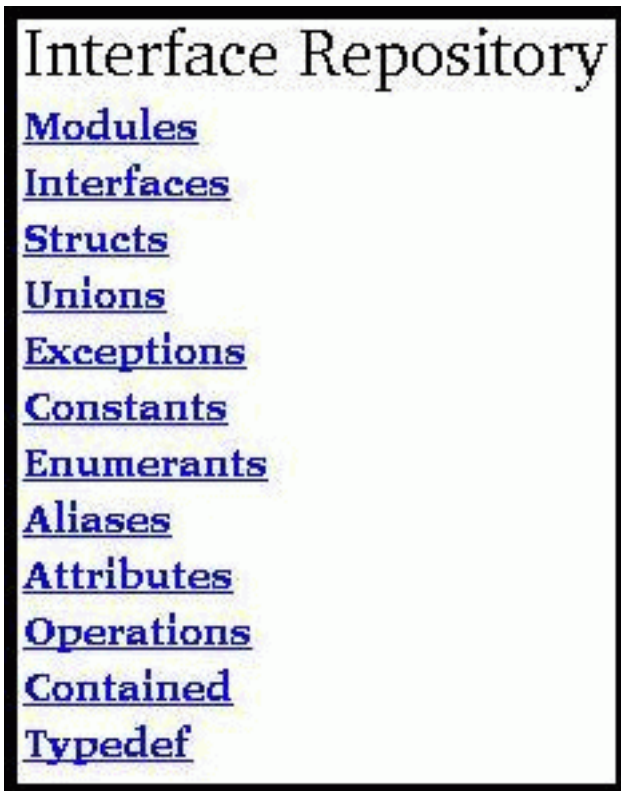 Interface Repository
Modules
Interfaces
Structs
Unions
Exceptions
Constants
Enumerants
Aliases
Attributes
Operations
Contained
Typedef